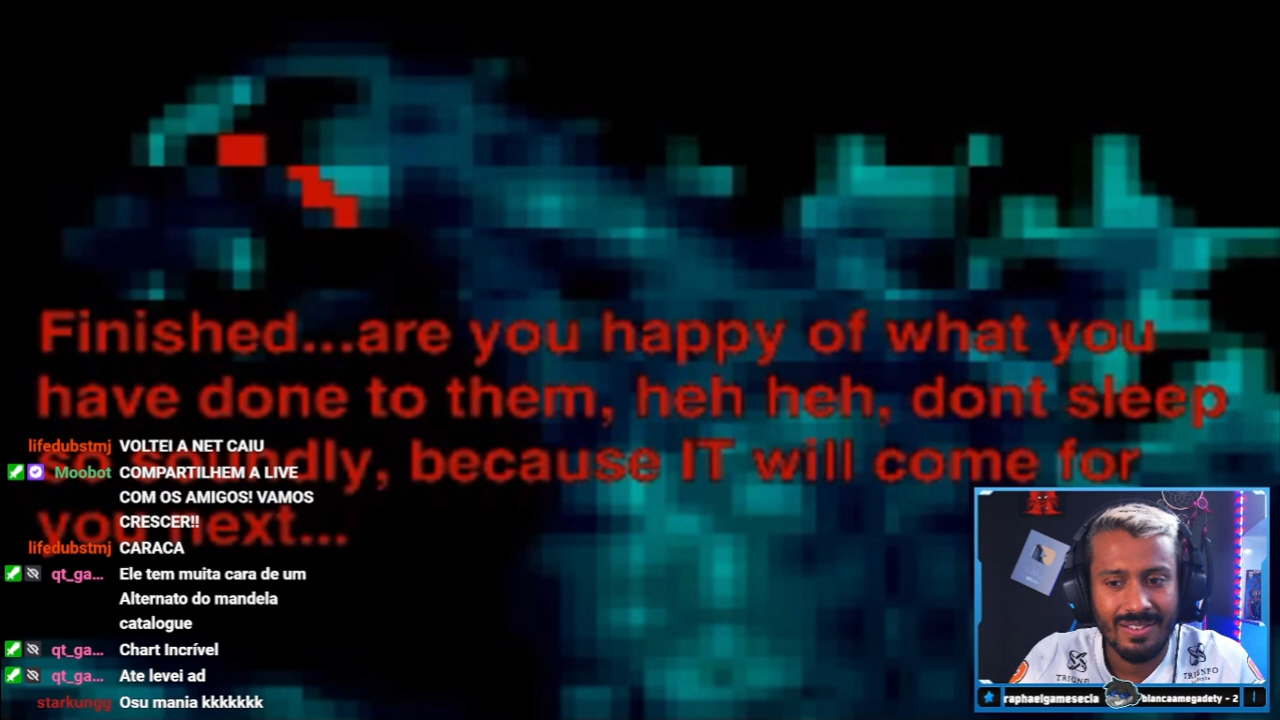 Finished...are you happy of what you
have done to them, heh heh, dont sleep
because IT will come for
next...
lifedubstmj VOLTEI A NET CAIU
Moobot COMPARTILHEM A LIVE
COM OS AMIGOS! VAMOS
CRESCER!!
lifedubstmj CARACA
qt_ga... Ele tem muita cara de um
Alternato do mandela
catalogue
qt_ga... Chart Incrível
qt_ga... Ate levei ad
starkungg Osu mania kkkkkkk
TRIUNFO
raphaelgamesecia
biancaamegadety - 2